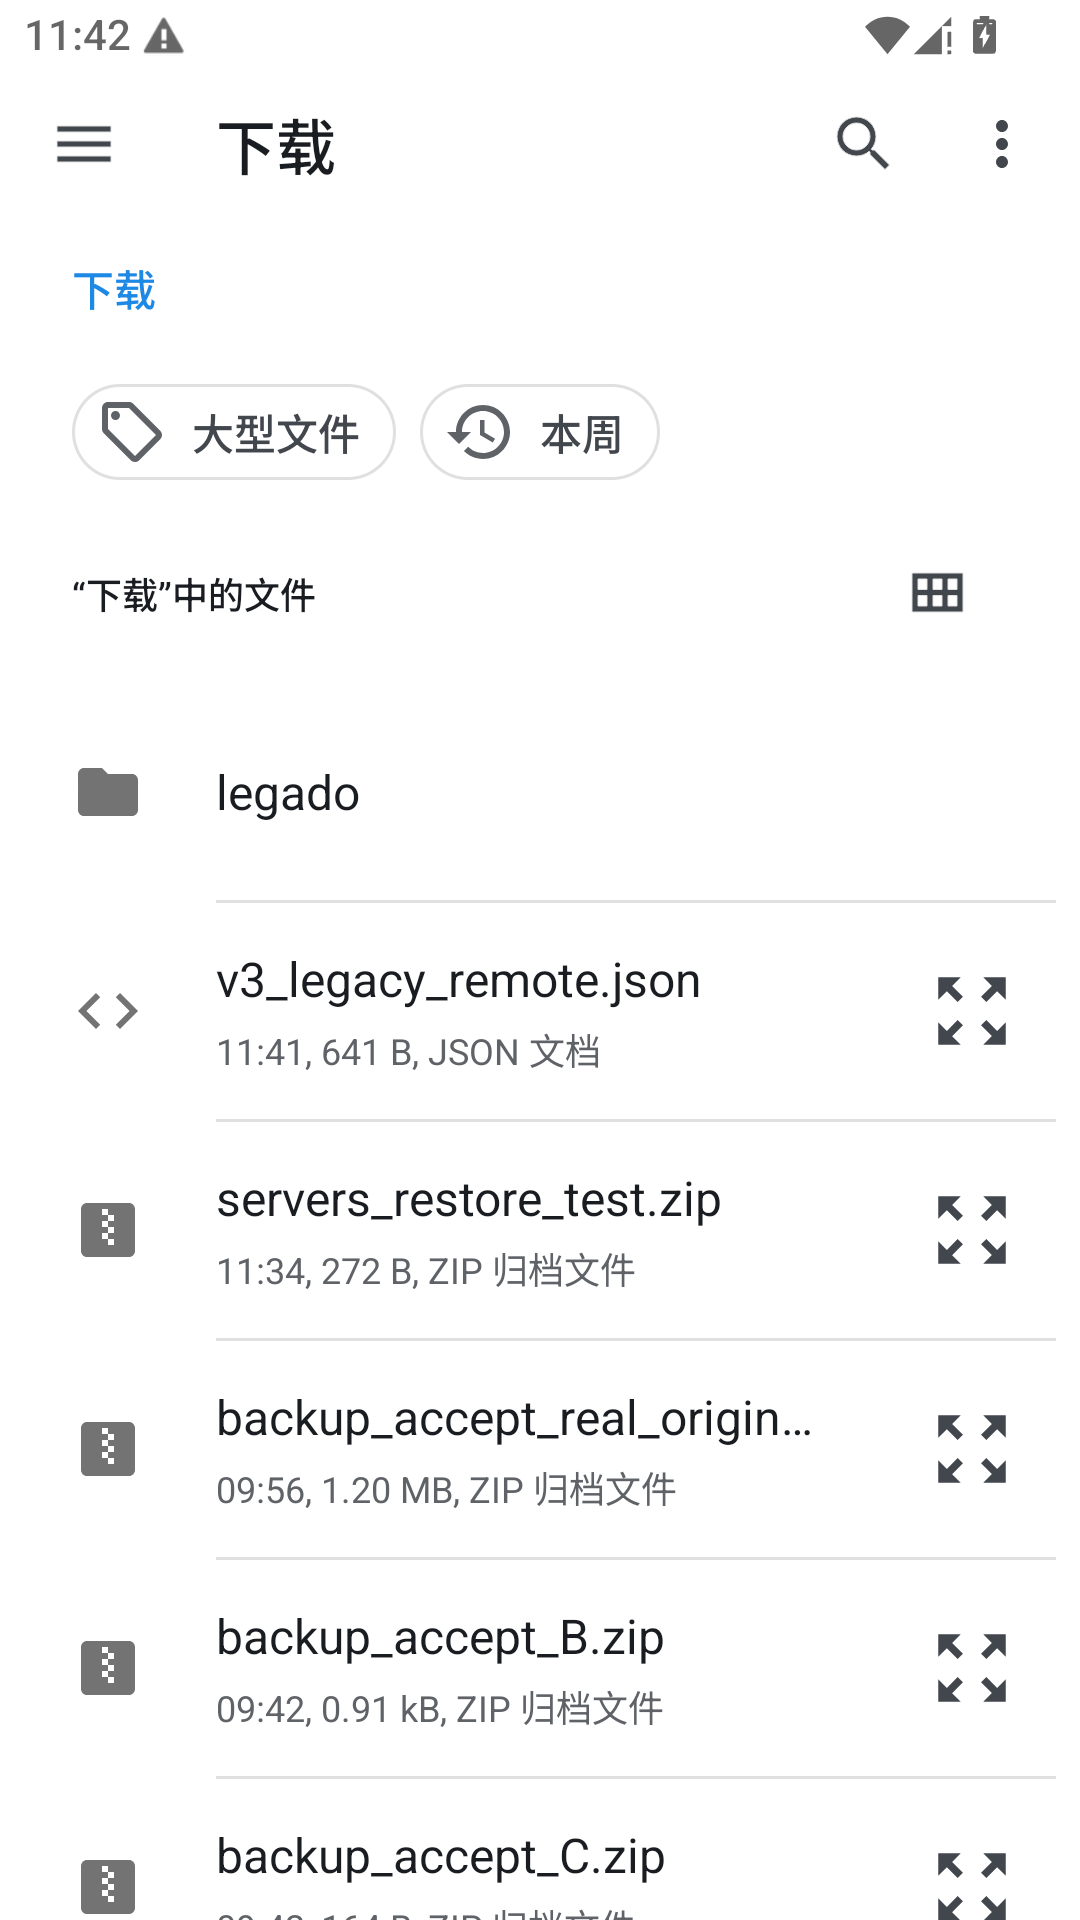 11:42
下载
下载
大型文件
本周
“下载”中的文件
legado
v3_legacy_remote.json
11:41, 641 B, JSON 文档
servers_restore_test.zip
11:34, 272 B, ZIP 归档文件
backup_accept_real_origin…
09:56, 1.20 MB, ZIP 归档文件
backup_accept_B.zip
09:42, 0.91 kB, ZIP 归档文件
backup_accept_C.zip